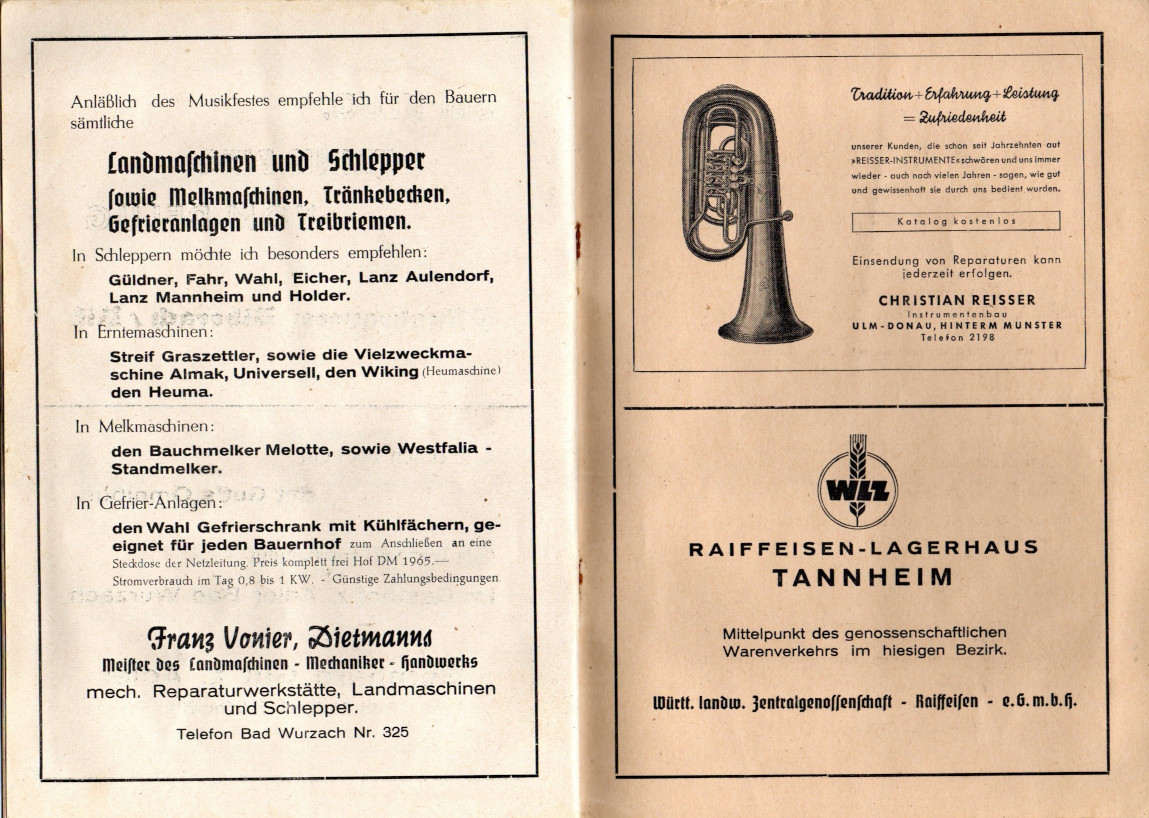 Anläßlich des Musikfestes empfehle ich für den Bauern
sämtliche
Landmaschinen und Schlepper
sowie Melkmaschinen, Tränkebecken,
Gefrieranlagen und Treibriemen.
In Schleppern möchte ich besonders empfehlen:
Güldner, Fahr, Wahl, Eicher, Lanz Aulendorf,
Lanz Mannheim und Holder.
In Erntemaschinen:
Streif Graszettler, sowie die Vielzweckma-
schine Almak, Universell, den Wiking (Heumaschine)
den Heuma.
In Melkmaschinen:
den Bauchmelker Melotte, sowie Westfalia -
Standmelker.
In Gefrier-Anlagen:
den Wahl Gefrierschrank mit Kühlfächern, ge-
eignet für jeden Bauernhof zum Anschließen an eine
Steckdose der Netzleitung. Preis komplett frei Hof DM 1965.—
Stromverbrauch im Tag 0,8 bis 1 KW. - Günstige Zahlungsbedingungen
Franz Vonier, Dietmanns
Meister des Landmaschinen - Mechaniker - Handwerks
mech. Reparaturwerkstätte, Landmaschinen
und Schlepper.
Telefon Bad Wurzach Nr. 325
Tradition + Erfahrung + Leistung
= Zufriedenheit
unserer Kunden, die schon seit Jahrzehnten auf
»REISSER-INSTRUMENTE« schwören und uns immer
wieder - auch nach vielen Jahren - sagen, wie gut
und gewissenhaft sie durch uns bedient wurden.
Katalog kostenlos
Einsendung von Reparaturen kann
jederzeit erfolgen.
CHRISTIAN REISSER
Instrumentenbau
ULM-DONAU, HINTERM MÜNSTER
Telefon 2198
WLZ
RAIFFEISEN-LAGERHAUS
TANNHEIM
Mittelpunkt des genossenschaftlichen
Warenverkehrs im hiesigen Bezirk.
Württ. landw. Zentralgenossenschaft - Raiffeisen - e.G.m.b.H.